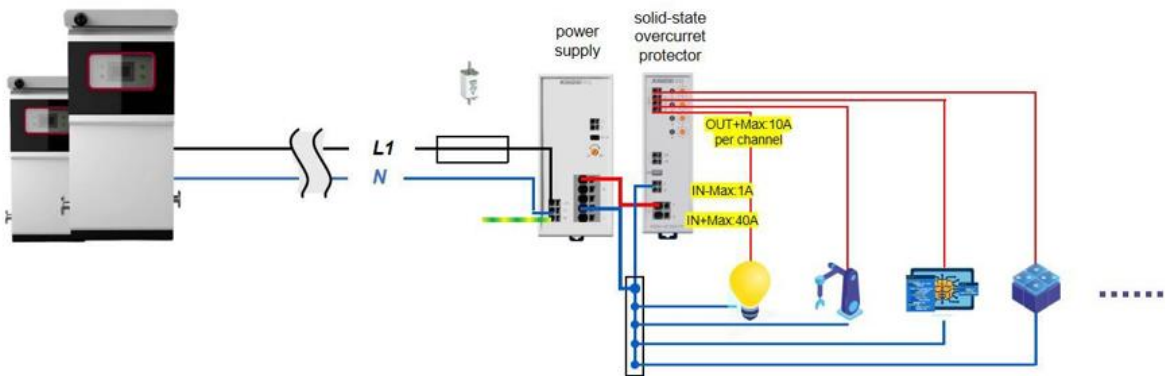 power
supply
solid-state
overcurret
protector
L1
N
OUT+Max:10A
per channel
IN-Max:1A
IN+Max:40A